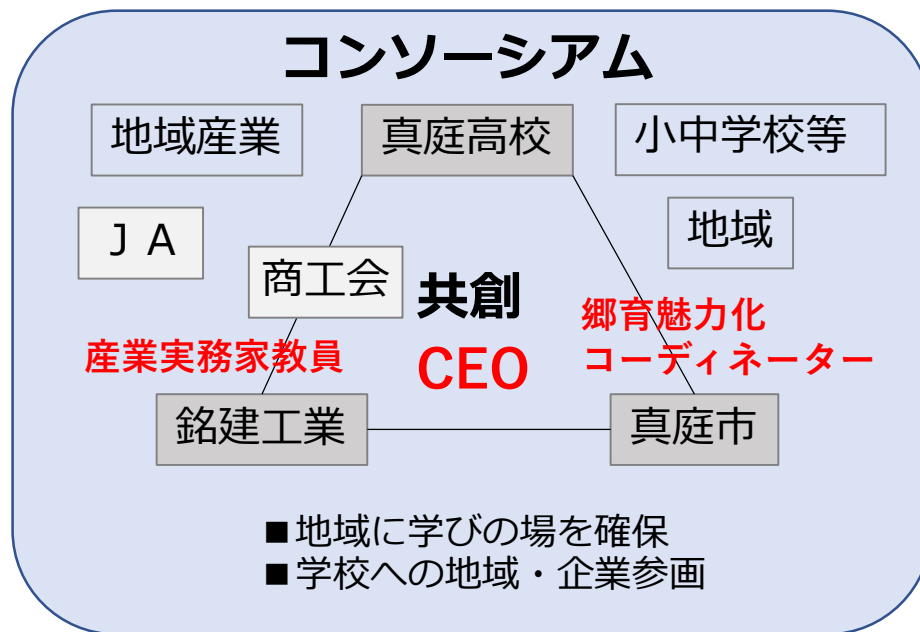 コンソーシアム
地域産業
真庭高校
小中学校等
ＪＡ
地域
商工会
共創
CEO
郷育魅力化
コーディネーター
産業実務家教員
銘建工業
真庭市
■地域に学びの場を確保
■学校への地域・企業参画